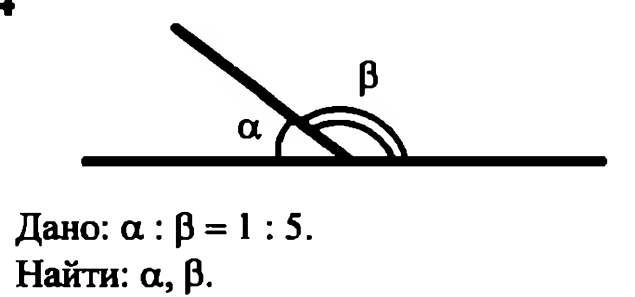 β
α
Дано: α : β = 1 : 5.
Найти: α, β.